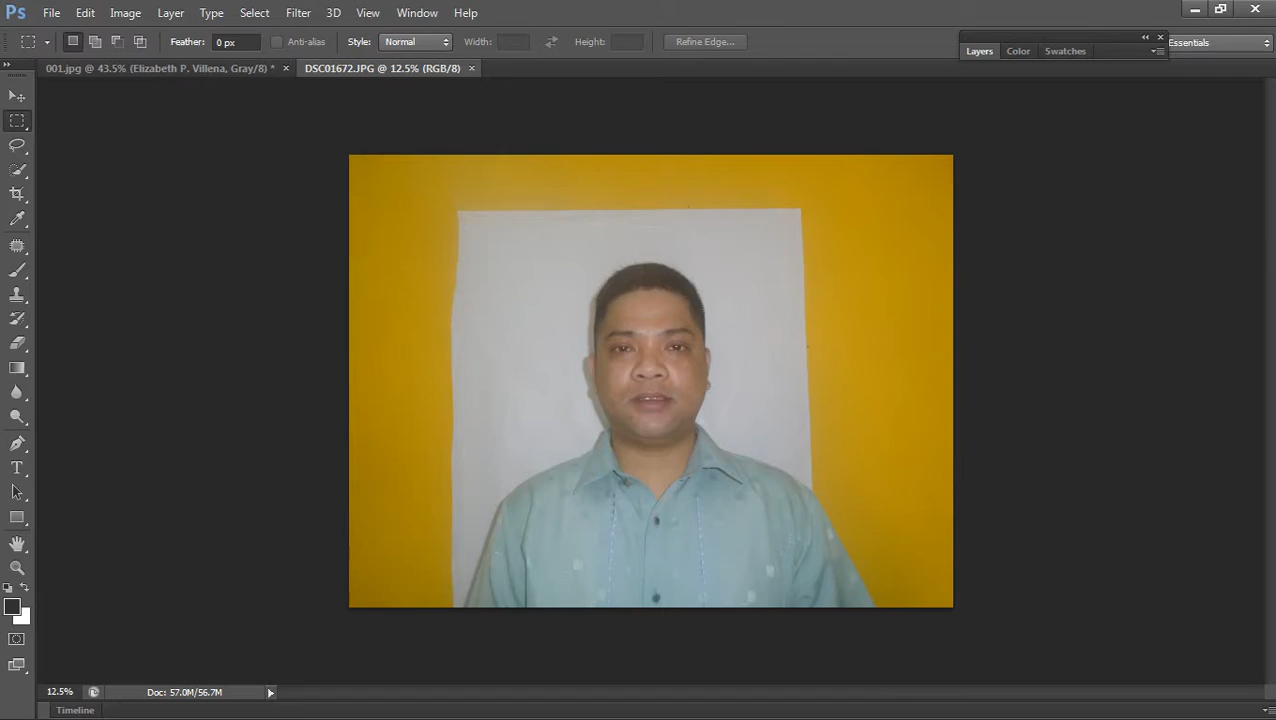 Ps File Edit Image Layer Type Select Filter 3D View Window Help
Feather: 0 px Anti-alias Style: Normal Width: Height: Refine Edge... Essentials
Layers Color Swatches
001.jpg @ 43.5% (Elizabeth P. Villena, Gray/8) * × DSC01672.JPG @ 12.5% (RGB/8) ×
12.5% Doc: 57.0M/56.7M
Timeline